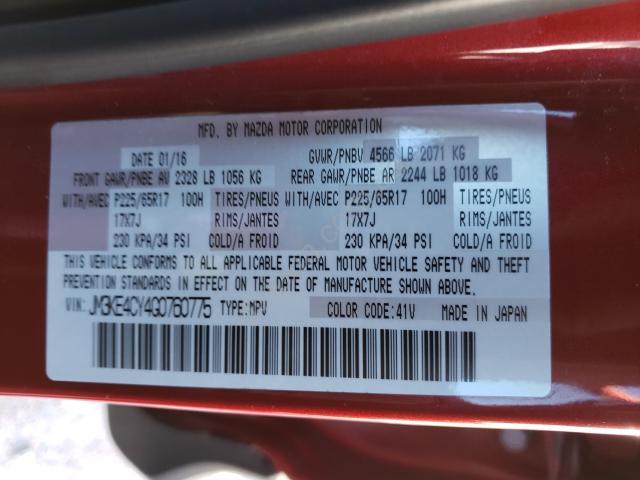 MFD. BY MAZDA MOTOR CORPORATION
DATE 01/16 GVWR/PNBV 4566 LB 2071 KG
FRONT GAWR/PNBE AV 2328 LB 1056 KG REAR GAWR/PNBE AR 2244 LB 1018 KG
WITH/AVEC P225/65R17 100H TIRES/PNEUS WITH/AVEC P225/65R17 100H TIRES/PNEUS
17X7J RIMS/JANTES 17X7J RIMS/JANTES
230 KPA/34 PSI COLD/A FROID 230 KPA/34 PSI COLD/A FROID
THIS VEHICLE CONFORMS TO ALL APPLICABLE FEDERAL MOTOR VEHICLE SAFETY AND THEFT
PREVENTION STANDARDS IN EFFECT ON THE DATE OF MANUFACTURE SHOWN ABOVE.
VIN: JM3KE4CY4G0760775 TYPE:MPV COLOR CODE:41V MADE IN JAPAN